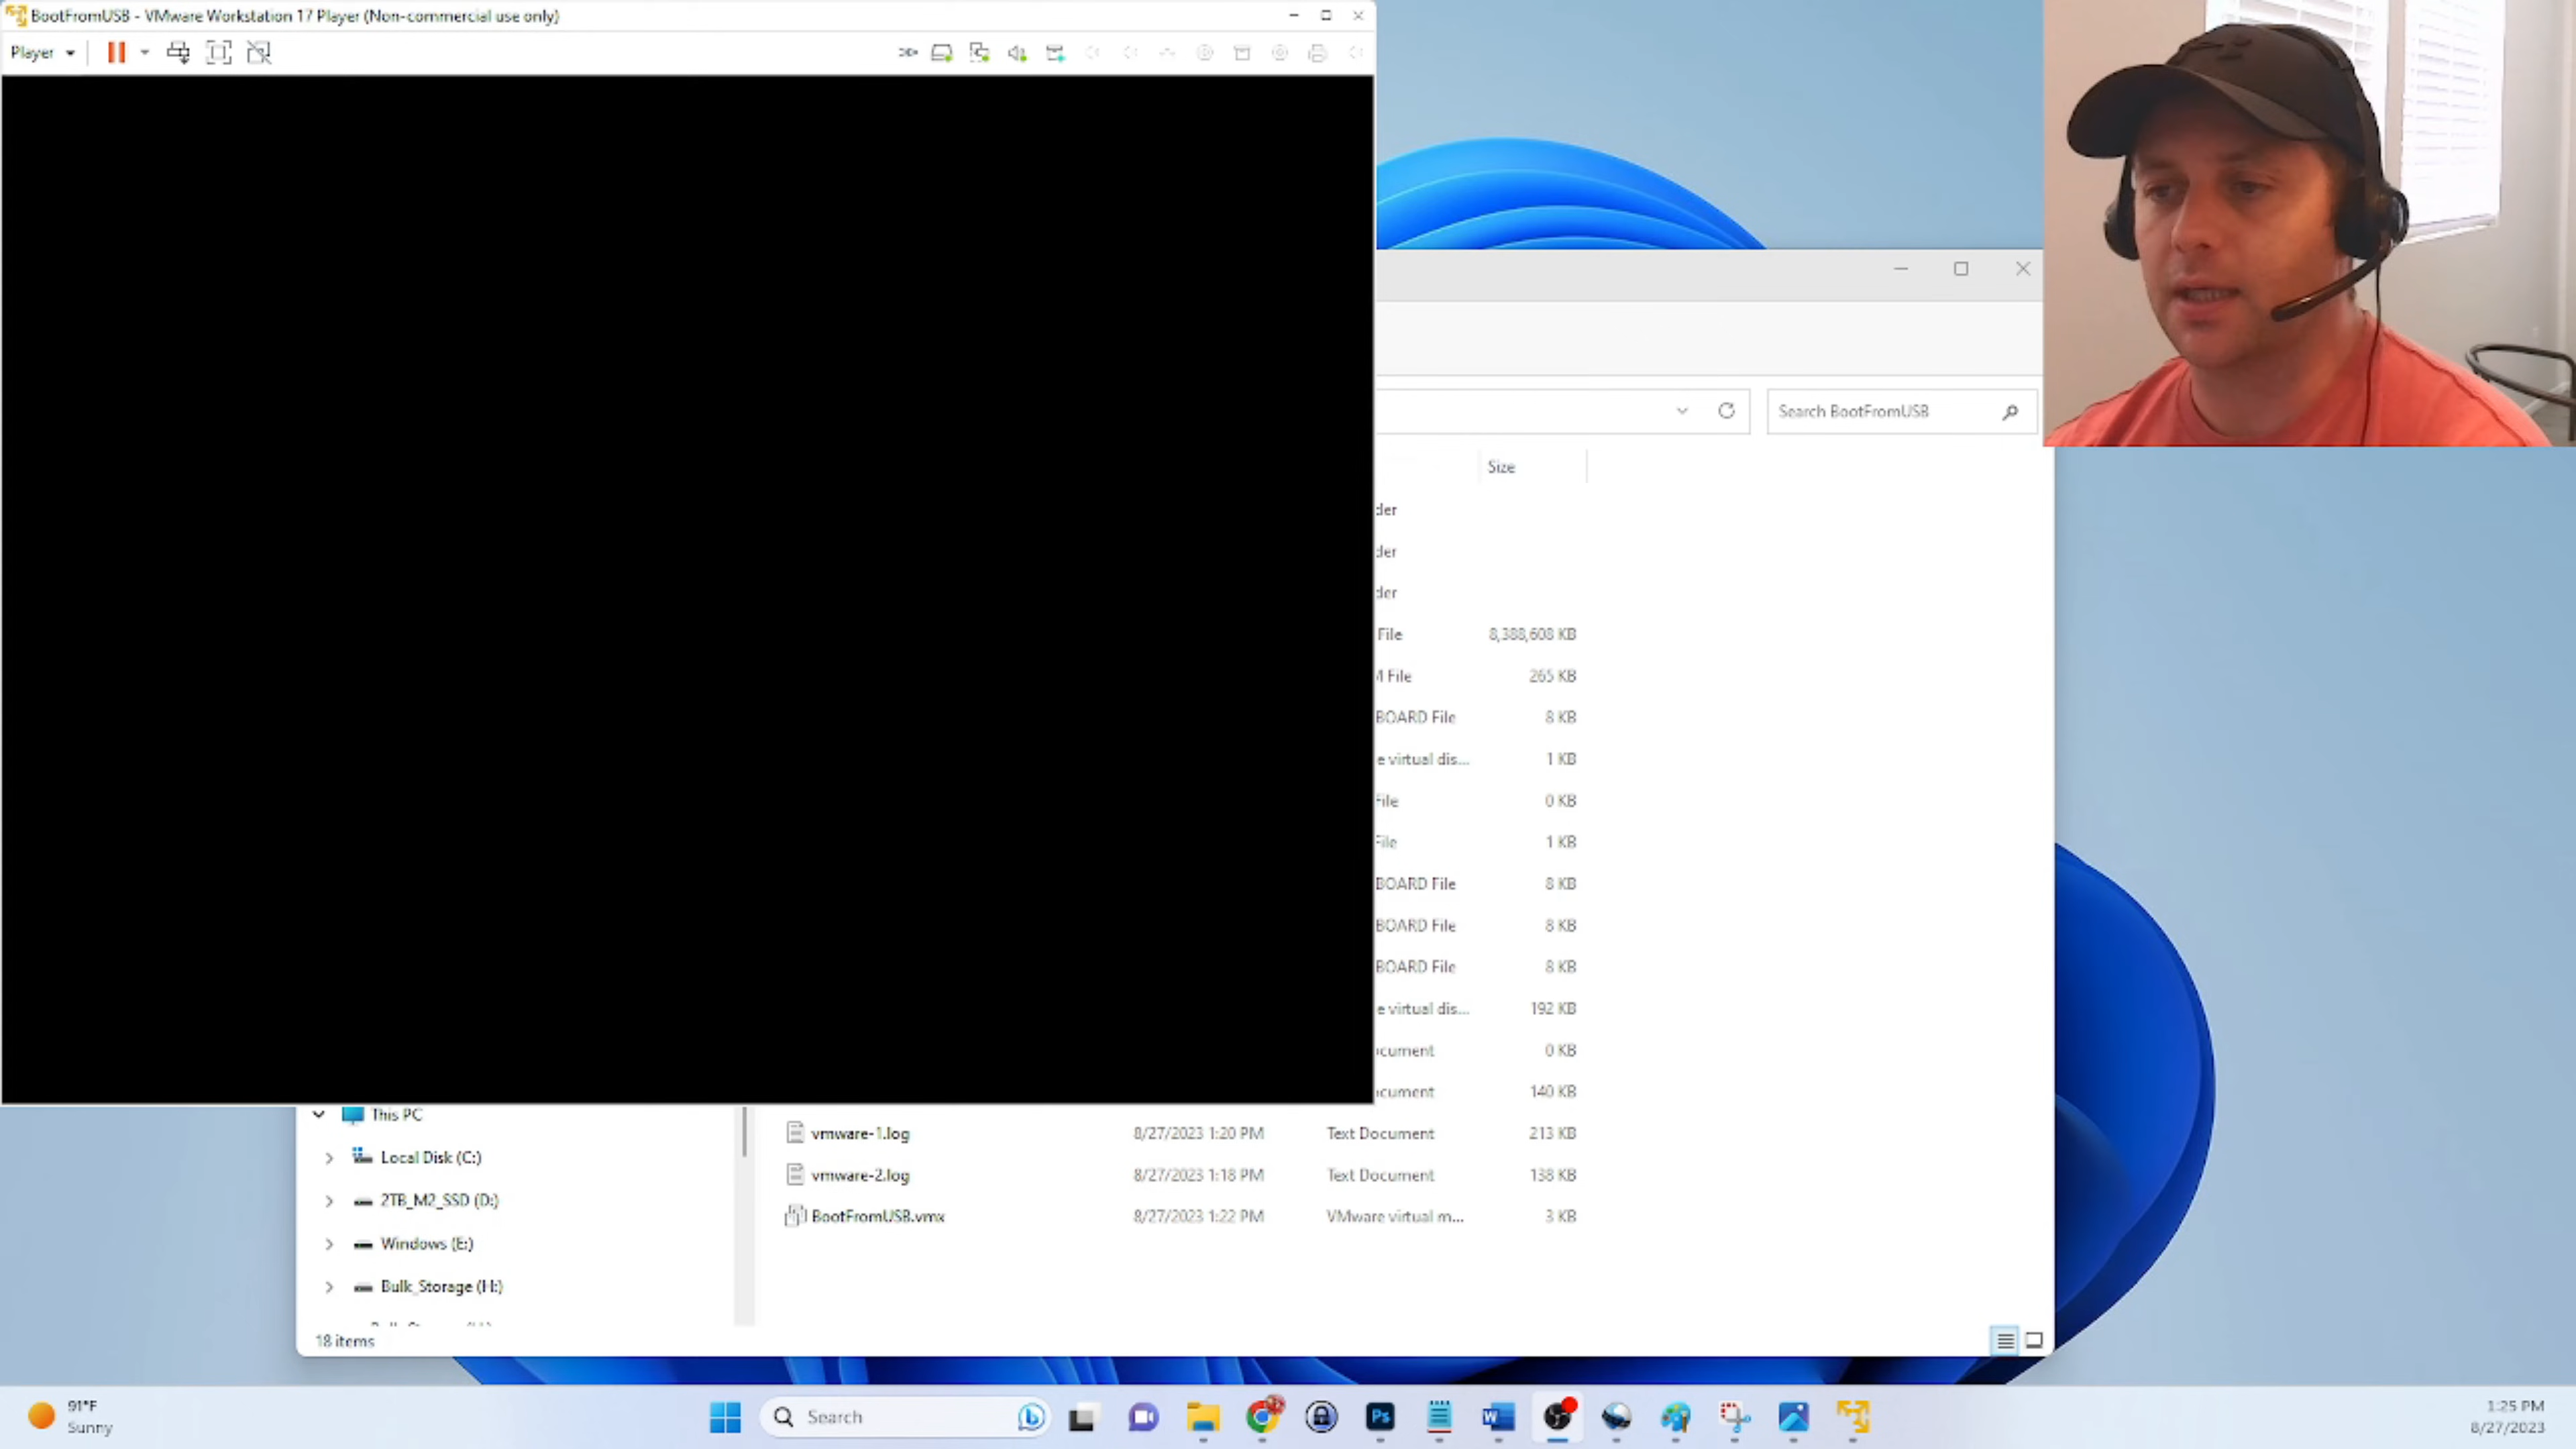 BootFromUSB - VMware Workstation 17 Player (Non-commercial use only)
Player
Search BootFromUSB
Size
der
der
der
File 8,388,608 KB
File 265 KB
BOARD File 8 KB
e virtual dis... 1 KB
File 0 KB
File 1 KB
BOARD File 8 KB
BOARD File 8 KB
BOARD File 8 KB
e virtual dis... 192 KB
ocument 0 KB
ocument 140 KB
This PC
vmware-1.log 8/27/2023 1:20 PM Text Document 213 KB
Local Disk (C:)
vmware-2.log 8/27/2023 1:18 PM Text Document 138 KB
2TB_M2_SSD (D:)
BootFromUSB.vmx 8/27/2023 1:22 PM VMware virtual m... 3 KB
Windows (E:)
Bulk_Storage (H:)
18 items
91°F
Sunny
Search
Ps
W
1:25 PM
8/27/2023